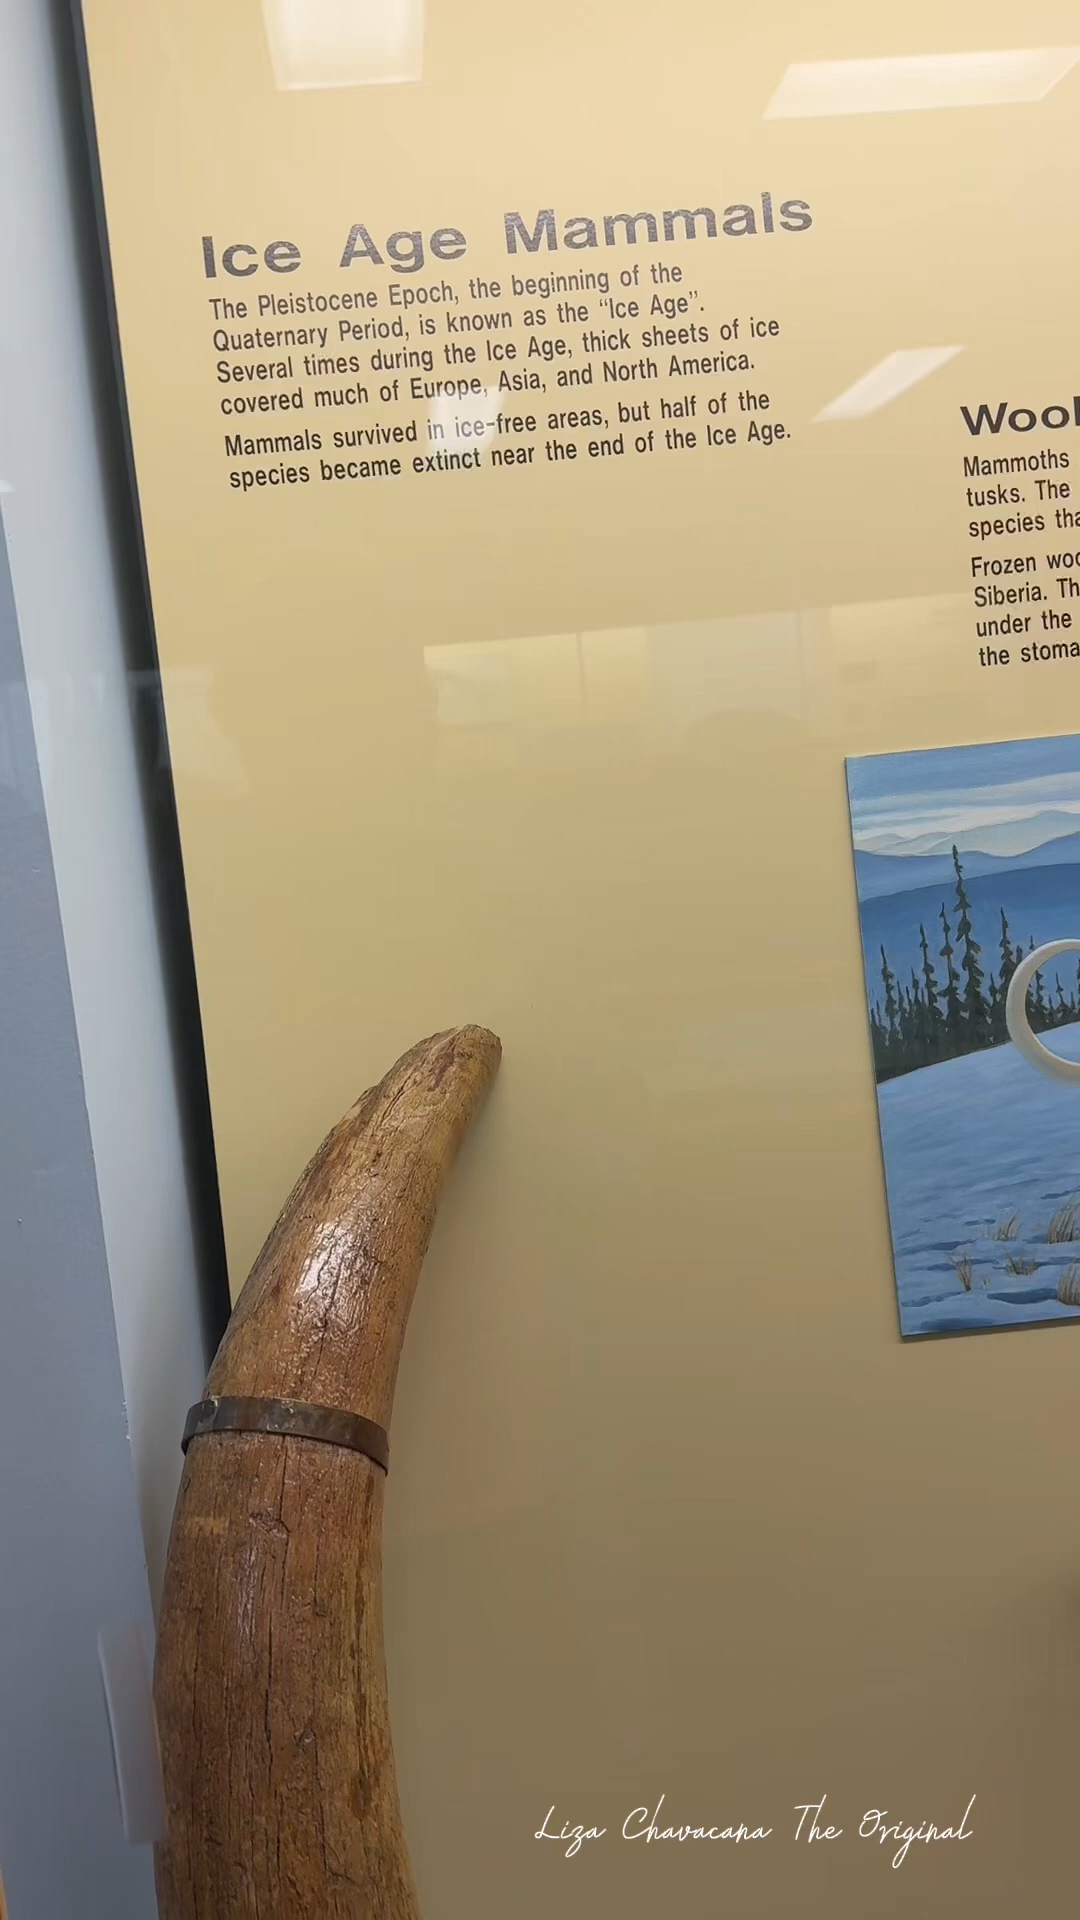 Ice Age Mammals
The Pleistocene Epoch, the beginning of the
Quaternary Period, is known as the “Ice Age”.
Several times during the Ice Age, thick sheets of ice
covered much of Europe, Asia, and North America.
Mammals survived in ice-free areas, but half of the
species became extinct near the end of the Ice Age.
Mammoths
tusks. The
species
Frozen
Siberia.
under the
the
Liza Chavacana The Original